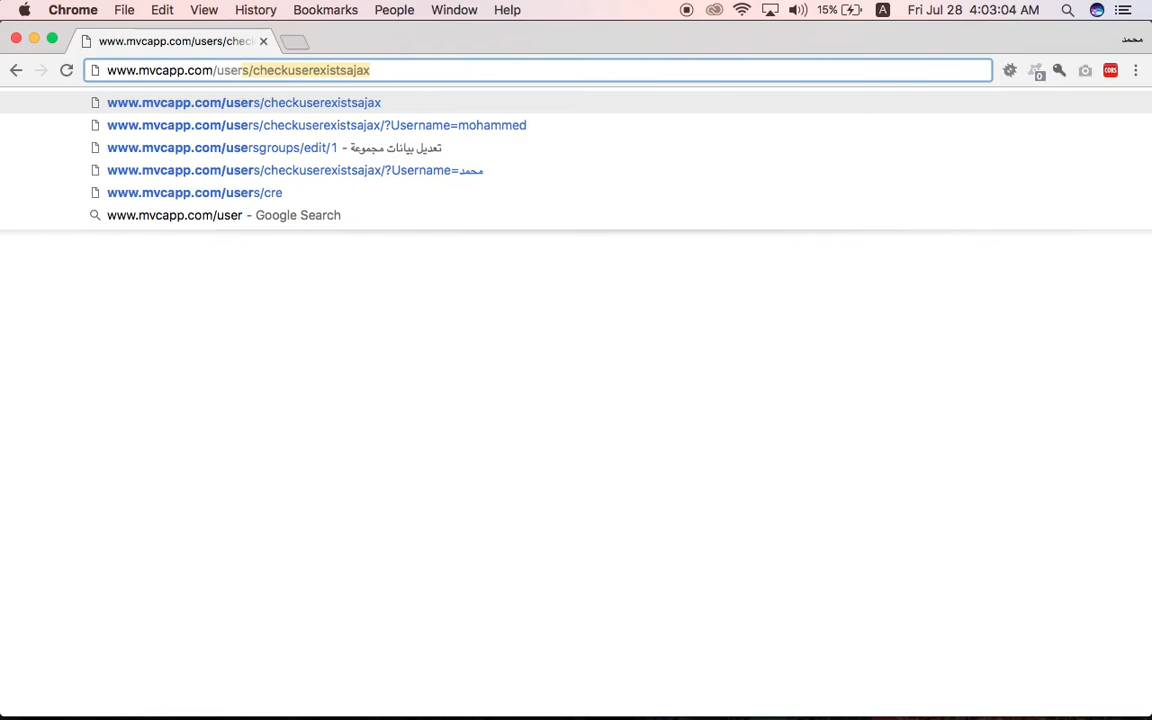 Chrome File Edit View History Bookmarks People Window Help 15% A Fri Jul 28 4:03:04 AM
www.mvcapp.com/users/chec محمد
www.mvcapp.com/users/checkuserexistsajax 0 CORS
www.mvcapp.com/users/checkuserexistsajax
www.mvcapp.com/users/checkuserexistsajax/?Username=mohammed
www.mvcapp.com/usersgroups/edit/1 - تعديل بيانات مجموعة
www.mvcapp.com/users/checkuserexistsajax/?Username=محمد
www.mvcapp.com/users/cre
www.mvcapp.com/user - Google Search